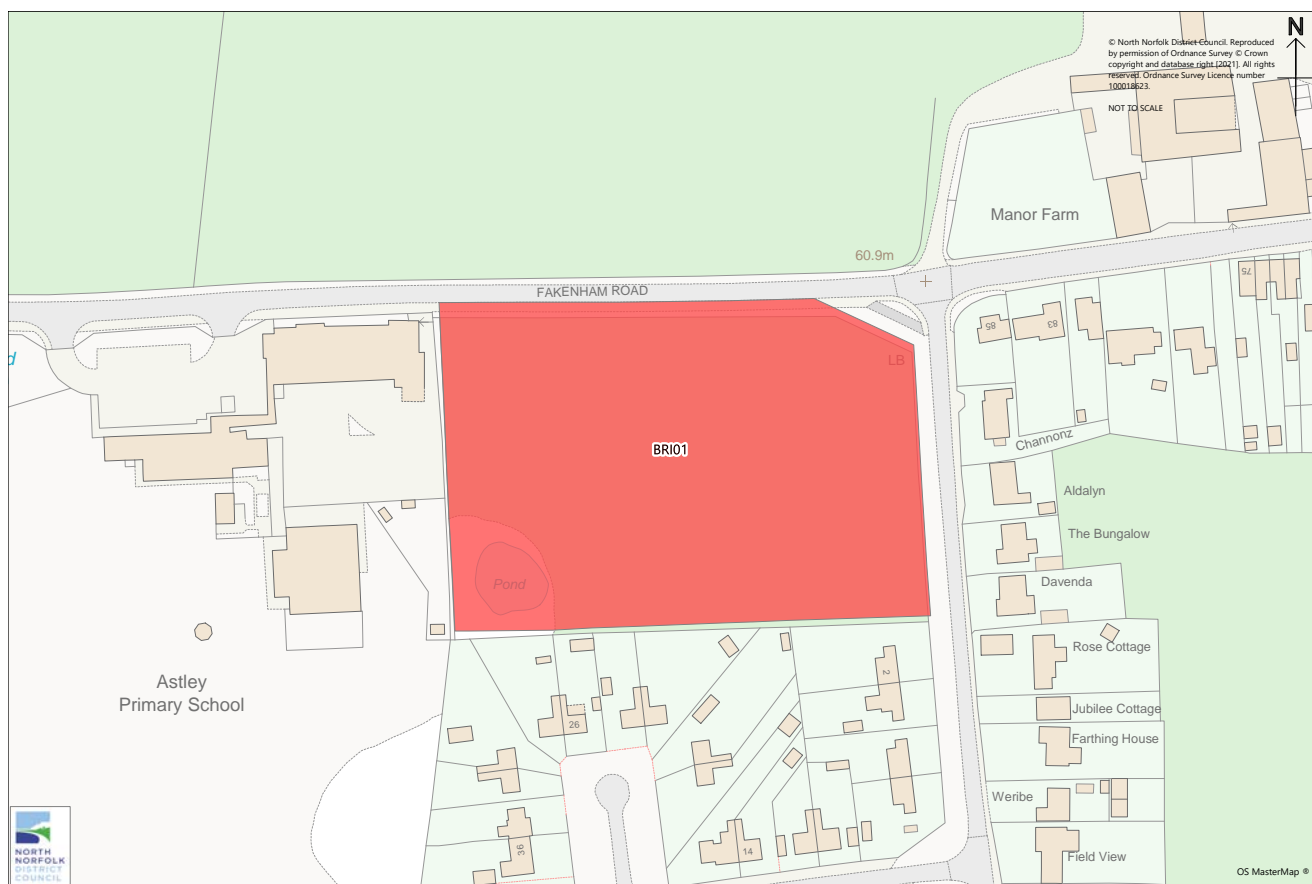 N
© North Norfolk District Council. Reproduced
by permission of Ordnance Survey © Crown
copyright and database right [2021]. All rights
reserved. Ordnance Survey Licence number
100018623.
NOT TO SCALE
Manor Farm
60.9m
FAKENHAM ROAD
75
85
83
LB
d
BRI01
Channonz
Aldalyn
The Bungalow
Davenda
Pond
Rose Cottage
Astley
Primary School
2
Jubilee Cottage
26
Farthing House
Weribe
14
36
Field View
NORTH
NORFOLK
DISTRICT
COUNCIL
OS MasterMap ®